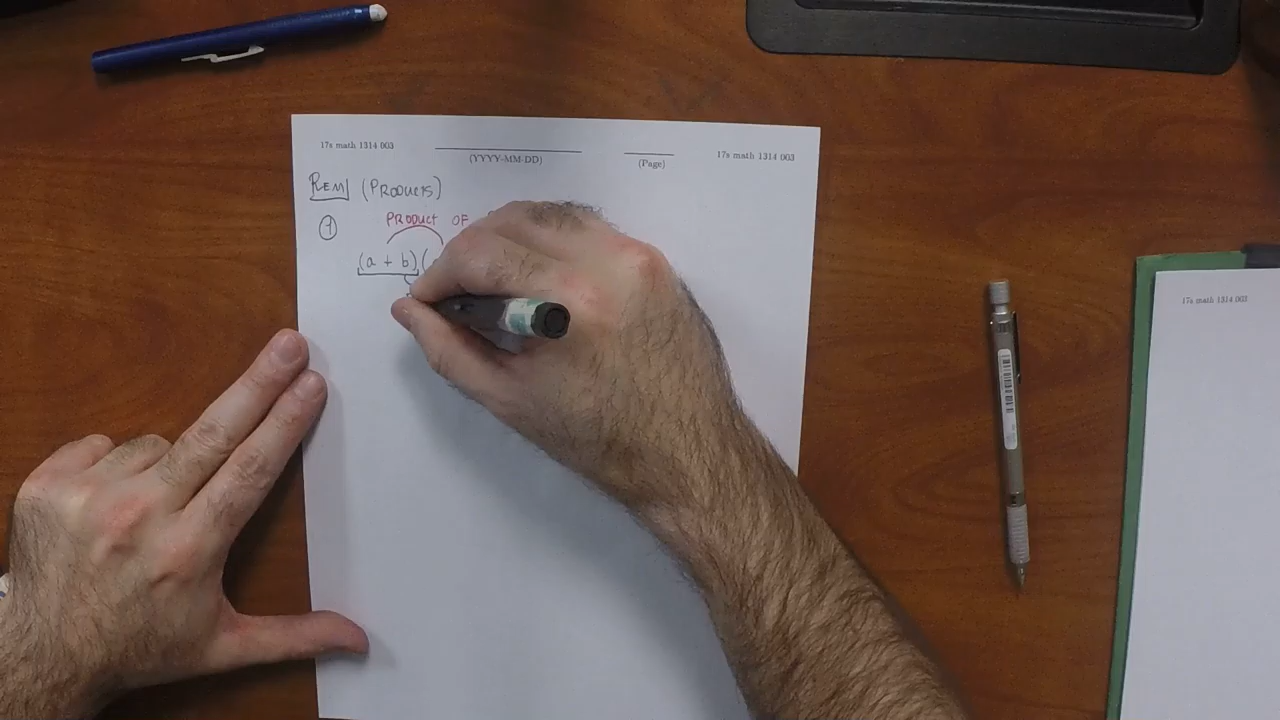 17s math 1314 003 (YYYY-MM-DD) (Page) 17s math 1314 003
REM (PRODUCTS)
1 PRODUCT OF
(a + b)(
17s math 1314 003